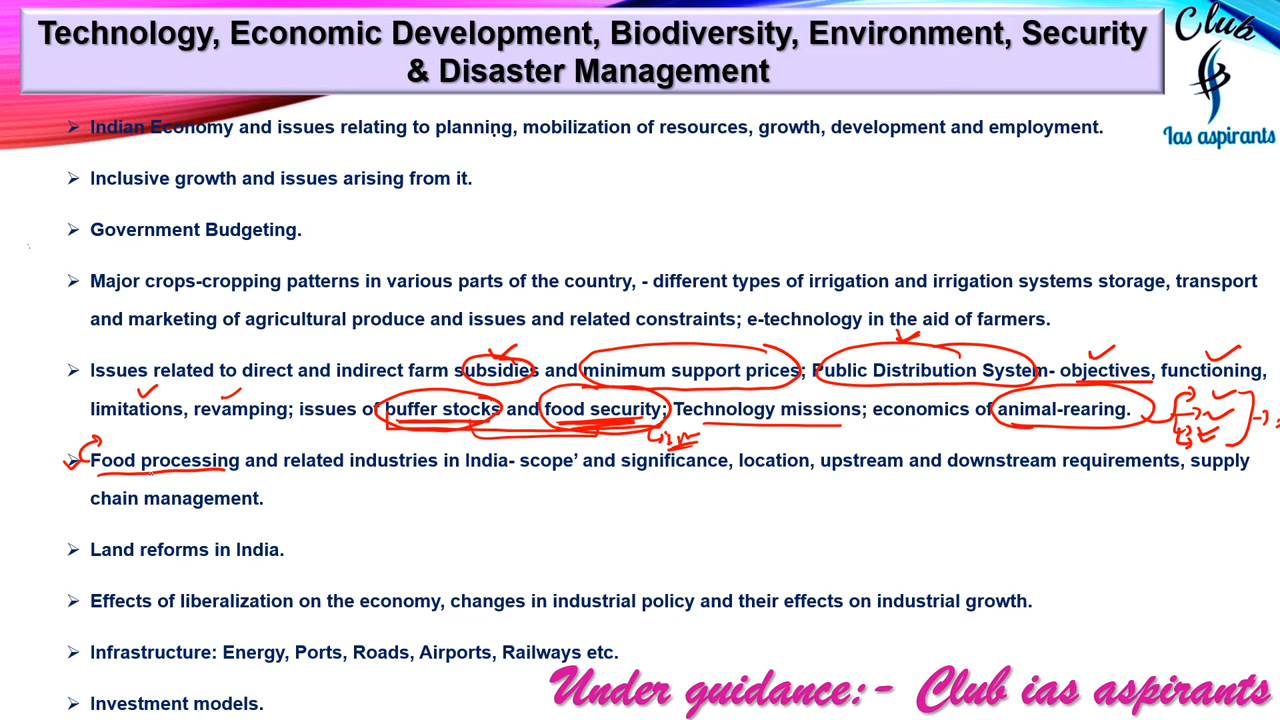 Technology, Economic Development, Biodiversity, Environment, Security
& Disaster Management
Club
Ias aspirants
➢ Indian Economy and issues relating to planning, mobilization of resources, growth, development and employment.
➢ Inclusive growth and issues arising from it.
➢ Government Budgeting.
➢ Major crops-cropping patterns in various parts of the country, - different types of irrigation and irrigation systems storage, transport
and marketing of agricultural produce and issues and related constraints; e-technology in the aid of farmers.
➢ Issues related to direct and indirect farm subsidies and minimum support prices; Public Distribution System- objectives, functioning,
limitations, revamping; issues of buffer stocks and food security; Technology missions; economics of animal-rearing.
➢ Food processing and related industries in India- scope’ and significance, location, upstream and downstream requirements, supply
chain management.
➢ Land reforms in India.
➢ Effects of liberalization on the economy, changes in industrial policy and their effects on industrial growth.
➢ Infrastructure: Energy, Ports, Roads, Airports, Railways etc.
➢ Investment models.
Under guidance:- Club ias aspirants